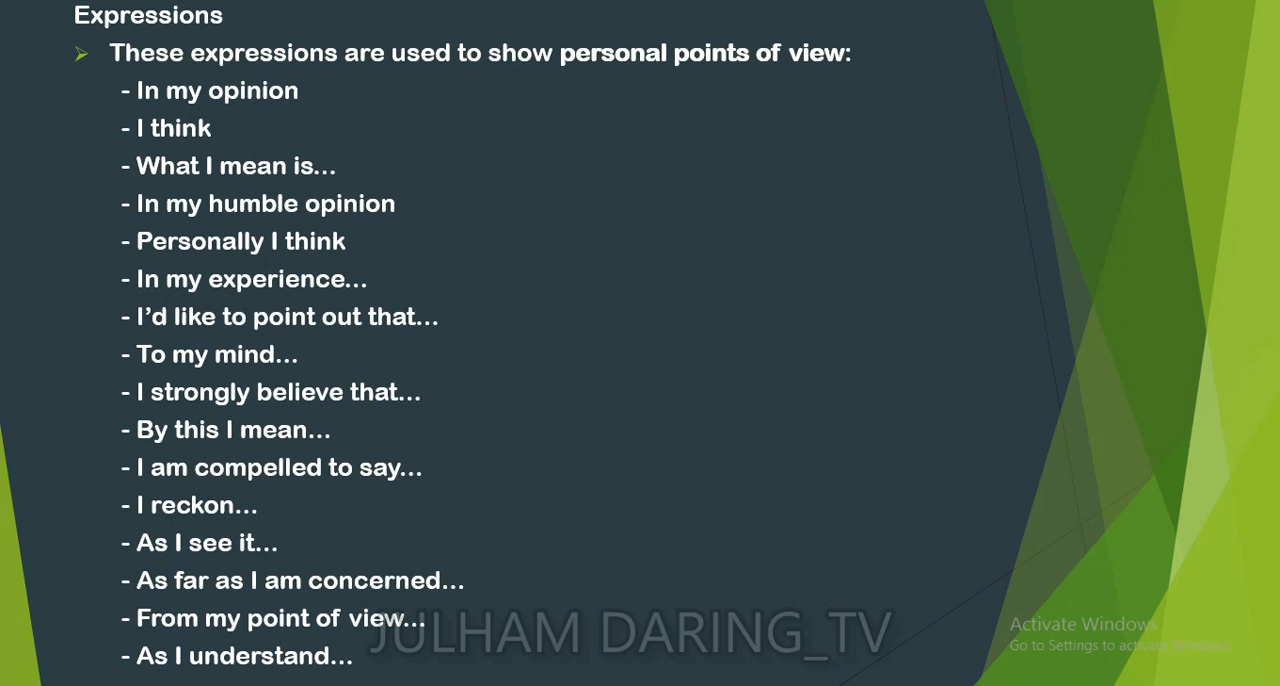 Expressions
These expressions are used to show personal points of view:
- In my opinion
- I think
- What I mean is...
- In my humble opinion
- Personally I think
- In my experience...
- I'd like to point out that...
- To my mind...
- I strongly believe that...
- By this I mean...
- I am compelled to say...
- I reckon...
- As I see it...
- As far as I am concerned...
- From my point of view...
- As I understand...
JULHAM DARING_TV
Activate Windows
Go to Settings to activate Windows.